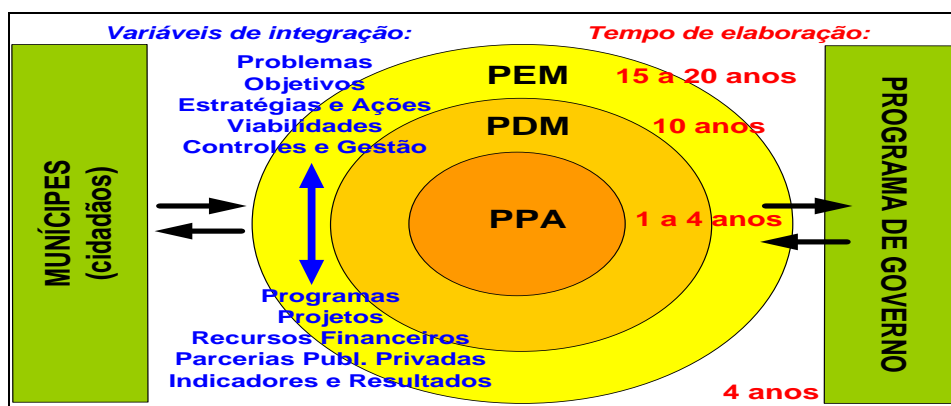 Variáveis de integração:
Tempo de elaboração:
MUNÍCIPES
(cidadãos)
Problemas
Objetivos
Estratégias e Ações
Viabilidades
Controles e Gestão
Programas
Projetos
Recursos Financeiros
Parcerias Publ. Privadas
Indicadores e Resultados
PEM
15 a 20 anos
PDM
10 anos
PPA
1 a 4 anos
4 anos
PROGRAMA DE GOVERNO